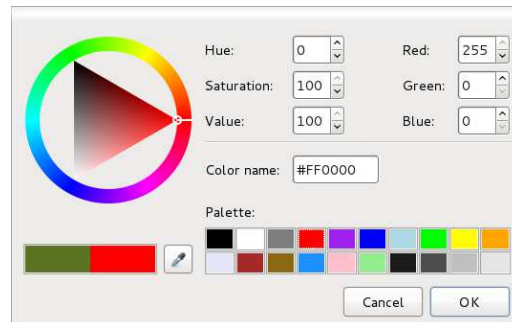 Hue: 0 Red: 255
Saturation: 100 Green: 0
Value: 100 Blue: 0
Color name: #FF0000
Palette:
Cancel OK